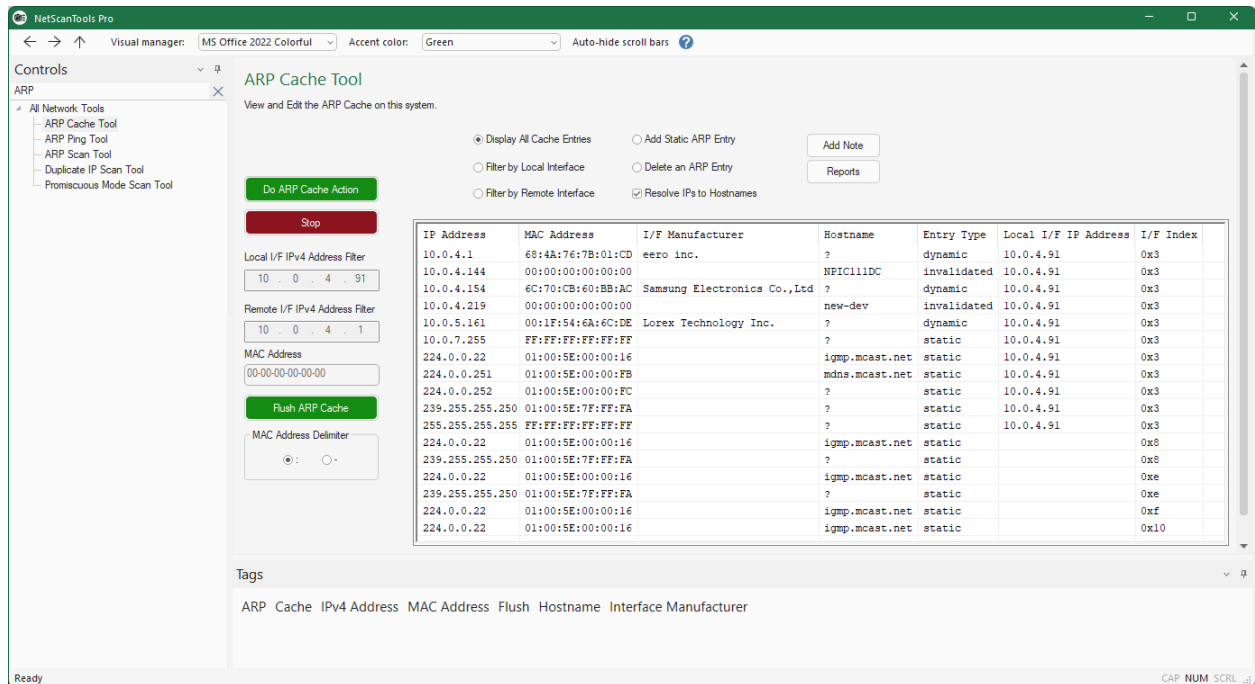 NetScanTools Pro
Visual manager: MS Office 2022 Colorful Accent color: Green Auto-hide scroll bars ?
Controls
ARP
All Network Tools
ARP Cache Tool
ARP Ping Tool
ARP Scan Tool
Duplicate IP Scan Tool
Promiscuous Mode Scan Tool
ARP Cache Tool
View and Edit the ARP Cache on this system.
Display All Cache Entries Add Static ARP Entry Add Note
Filter by Local Interface Delete an ARP Entry Reports
Filter by Remote Interface Resolve IPs to Hostnames
Do ARP Cache Action
Stop
Local I/F IPv4 Address Filter
10 . 0 . 4 . 91
Remote I/F IPv4 Address Filter
10 . 0 . 4 . 1
MAC Address
00-00-00-00-00-00
Flush ARP Cache
MAC Address Delimiter
: -
IP Address MAC Address I/F Manufacturer Hostname Entry Type Local I/F IP Address I/F Index
10.0.4.1 68:4A:76:7B:01:CD eero inc. ? dynamic 10.0.4.91 0x3
10.0.4.144 00:00:00:00:00:00 NPIC111DC invalidated 10.0.4.91 0x3
10.0.4.154 6C:70:CB:60:BB:AC Samsung Electronics Co.,Ltd ? dynamic 10.0.4.91 0x3
10.0.4.219 00:00:00:00:00:00 new-dev invalidated 10.0.4.91 0x3
10.0.5.161 00:1F:54:6A:6C:DE Lorex Technology Inc. ? dynamic 10.0.4.91 0x3
10.0.7.255 FF:FF:FF:FF:FF:FF ? static 10.0.4.91 0x3
224.0.0.22 01:00:5E:00:00:16 igmp.mcast.net static 10.0.4.91 0x3
224.0.0.251 01:00:5E:00:00:FB mdns.mcast.net static 10.0.4.91 0x3
224.0.0.252 01:00:5E:00:00:FC ? static 10.0.4.91 0x3
239.255.255.250 01:00:5E:7F:FF:FA ? static 10.0.4.91 0x3
255.255.255.255 FF:FF:FF:FF:FF:FF ? static 10.0.4.91 0x3
224.0.0.22 01:00:5E:00:00:16 igmp.mcast.net static 0x8
239.255.255.250 01:00:5E:7F:FF:FA ? static 0x8
224.0.0.22 01:00:5E:00:00:16 igmp.mcast.net static 0xe
239.255.255.250 01:00:5E:7F:FF:FA ? static 0xe
224.0.0.22 01:00:5E:00:00:16 igmp.mcast.net static 0xf
224.0.0.22 01:00:5E:00:00:16 igmp.mcast.net static 0x10
Tags
ARP Cache IPv4 Address MAC Address Flush Hostname Interface Manufacturer
Ready CAP NUM SCRL